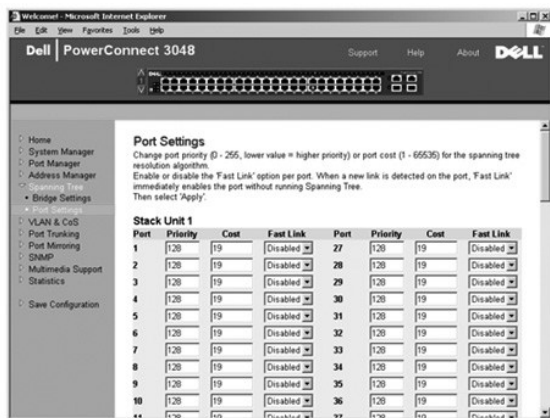 Welcome! - Microsoft Internet Explorer
File Edit View Favorites Tools Help
Dell | PowerConnect 3048
Support Help About DELL
Home
System Manager
Port Manager
Address Manager
Spanning Tree
Bridge Settings
Port Settings
VLAN & CoS
Port Trunking
Port Mirroring
SNMP
Multimedia Support
Statistics
Save Configuration
Port Settings
Change port priority (0 - 255, lower value = higher priority) or port cost (1 - 65535) for the spanning tree
resolution algorithm.
Enable or disable the 'Fast Link' option per port. When a new link is detected on the port, 'Fast Link'
immediately enables the port without running Spanning Tree.
Then select 'Apply'.
Stack Unit 1
Port Priority Cost Fast Link Port Priority Cost Fast Link
1 128 19 Disabled 27 128 19 Disabled
2 128 19 Disabled 28 128 19 Disabled
3 128 19 Disabled 29 128 19 Disabled
4 128 19 Disabled 30 128 19 Disabled
5 128 19 Disabled 31 128 19 Disabled
6 128 19 Disabled 32 128 19 Disabled
7 128 19 Disabled 33 128 19 Disabled
8 128 19 Disabled 34 128 19 Disabled
9 128 19 Disabled 35 128 19 Disabled
10 128 19 Disabled 36 128 19 Disabled
11 128 19 Disabled 37 128 19 Disabled